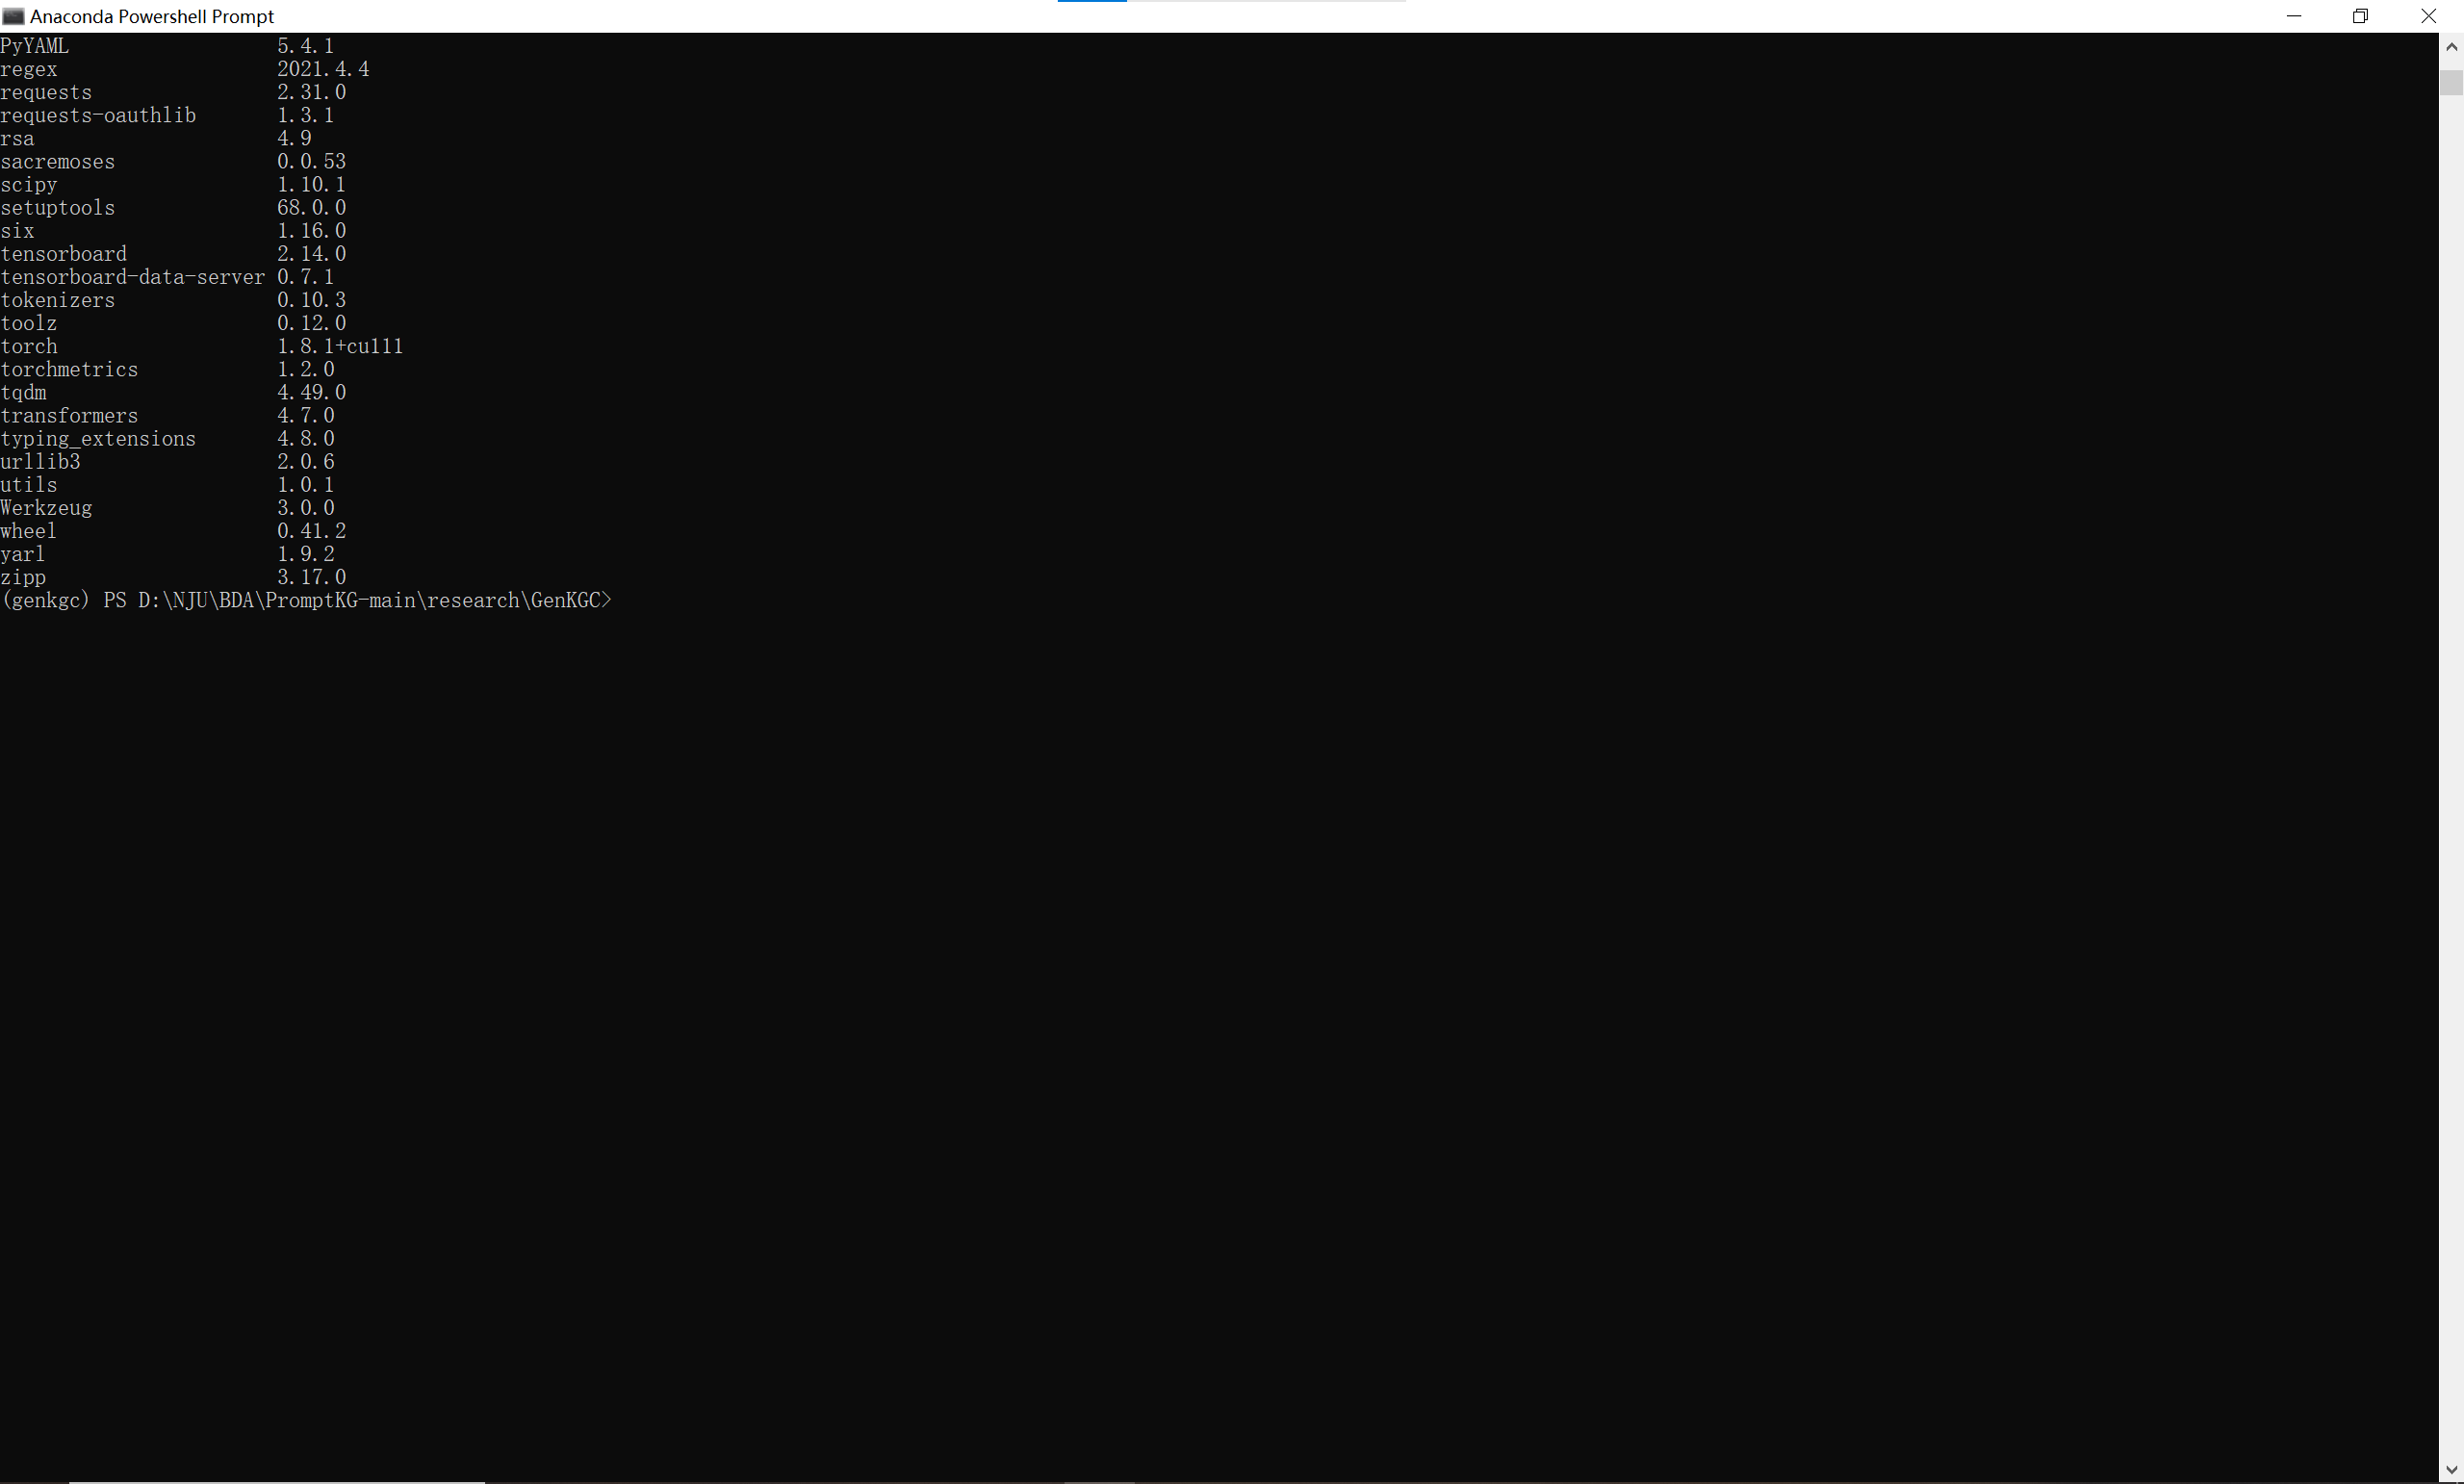 Anaconda Powershell Prompt
PyYAML 5.4.1
regex 2021.4.4
requests 2.31.0
requests-oauthlib 1.3.1
rsa 4.9
sacremoses 0.0.53
scipy 1.10.1
setuptools 68.0.0
six 1.16.0
tensorboard 2.14.0
tensorboard-data-server 0.7.1
tokenizers 0.10.3
toolz 0.12.0
torch 1.8.1+cu111
torchmetrics 1.2.0
tqdm 4.49.0
transformers 4.7.0
typing_extensions 4.8.0
urllib3 2.0.6
utils 1.0.1
Werkzeug 3.0.0
wheel 0.41.2
yarl 1.9.2
zipp 3.17.0
(genkgc) PS D:\NJU\BDA\PromptKG-main\research\GenKGC>